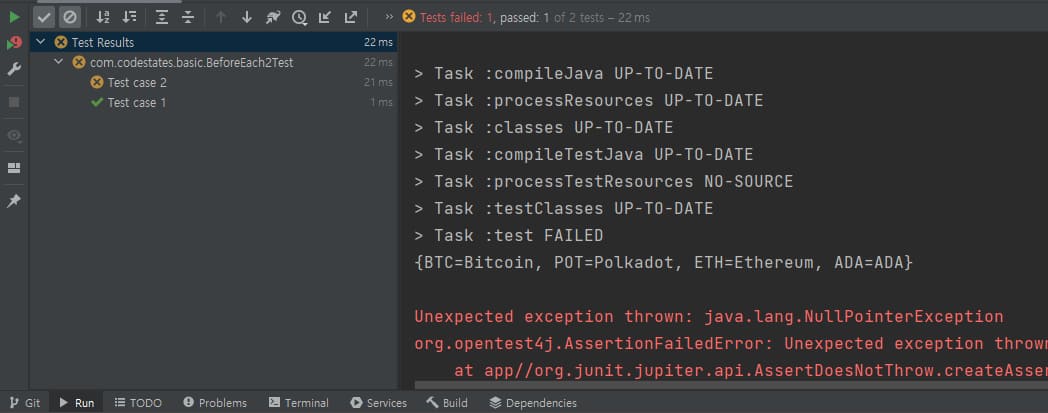 Tests failed: 1, passed: 1 of 2 tests – 22 ms
Test Results 22 ms
com.codestates.basic.BeforeEach2Test 22 ms
Test case 2 21 ms
Test case 1 1 ms
> Task :compileJava UP-TO-DATE
> Task :processResources UP-TO-DATE
> Task :classes UP-TO-DATE
> Task :compileTestJava UP-TO-DATE
> Task :processTestResources NO-SOURCE
> Task :testClasses UP-TO-DATE
> Task :test FAILED
{BTC=Bitcoin, POT=Polkadot, ETH=Ethereum, ADA=ADA}
Unexpected exception thrown: java.lang.NullPointerException
org.opentest4j.AssertionFailedError: Unexpected exception thrown
at app//org.junit.jupiter.api.AssertDoesNotThrow.createAsser
Git Run TODO Problems Terminal Services Build Dependencies